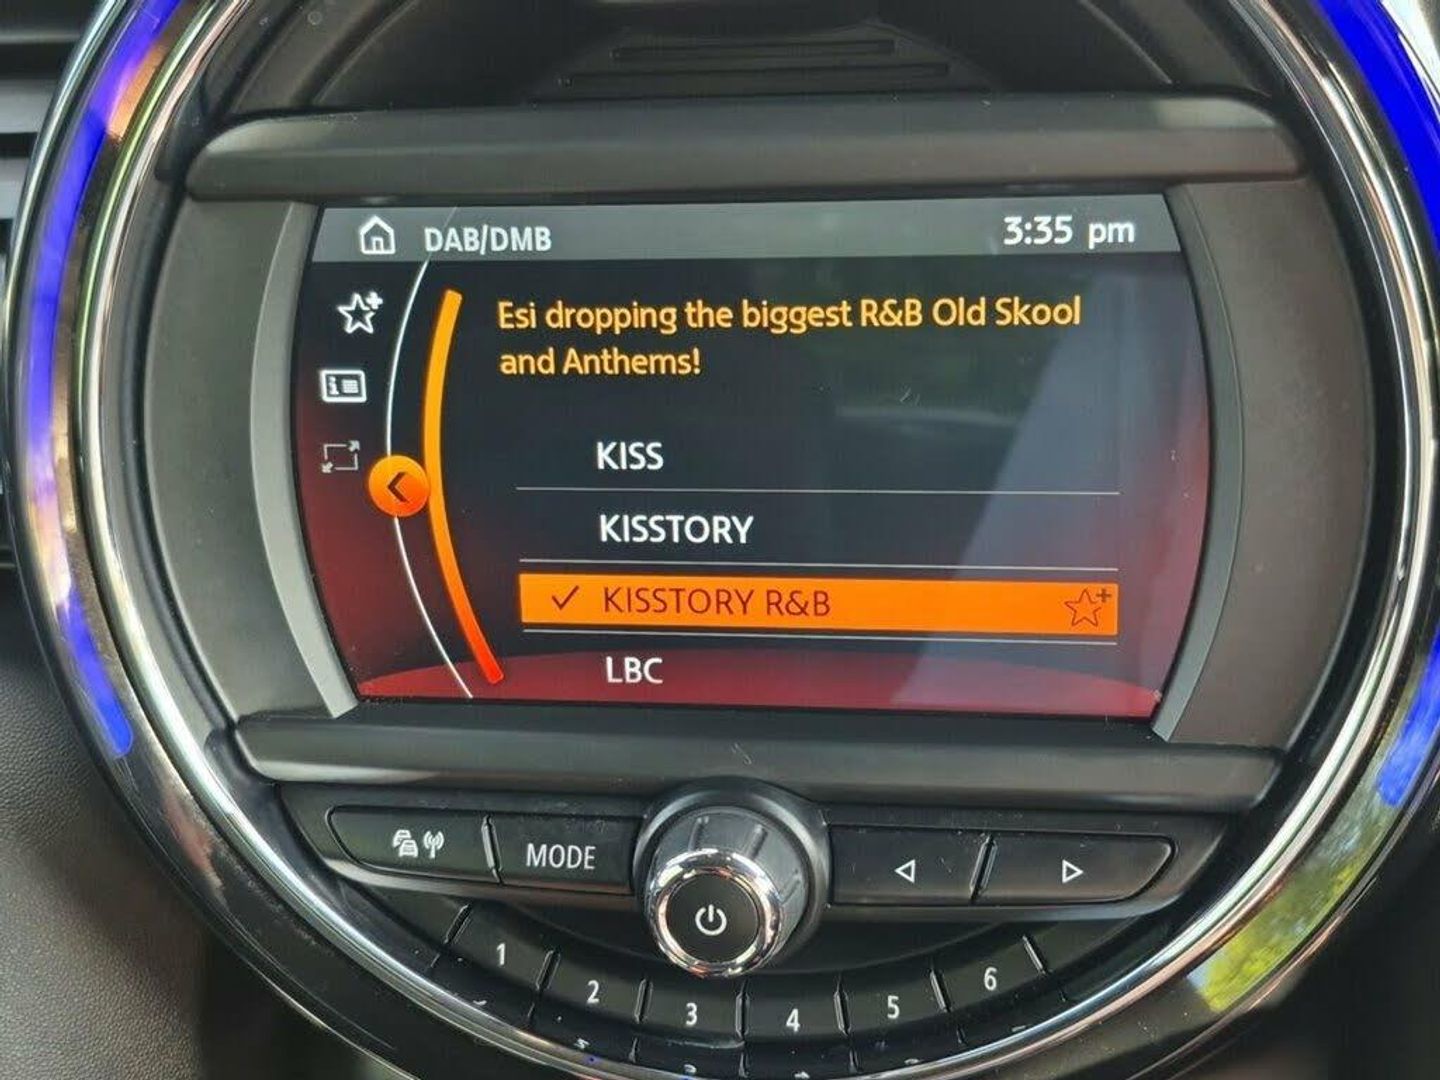 DAB/DMB 3:35 pm
Esi dropping the biggest R&B Old Skool
and Anthems!
KISS
KISSTORY
KISSTORY R&B
LBC
MODE
1 2 3 4 5 6